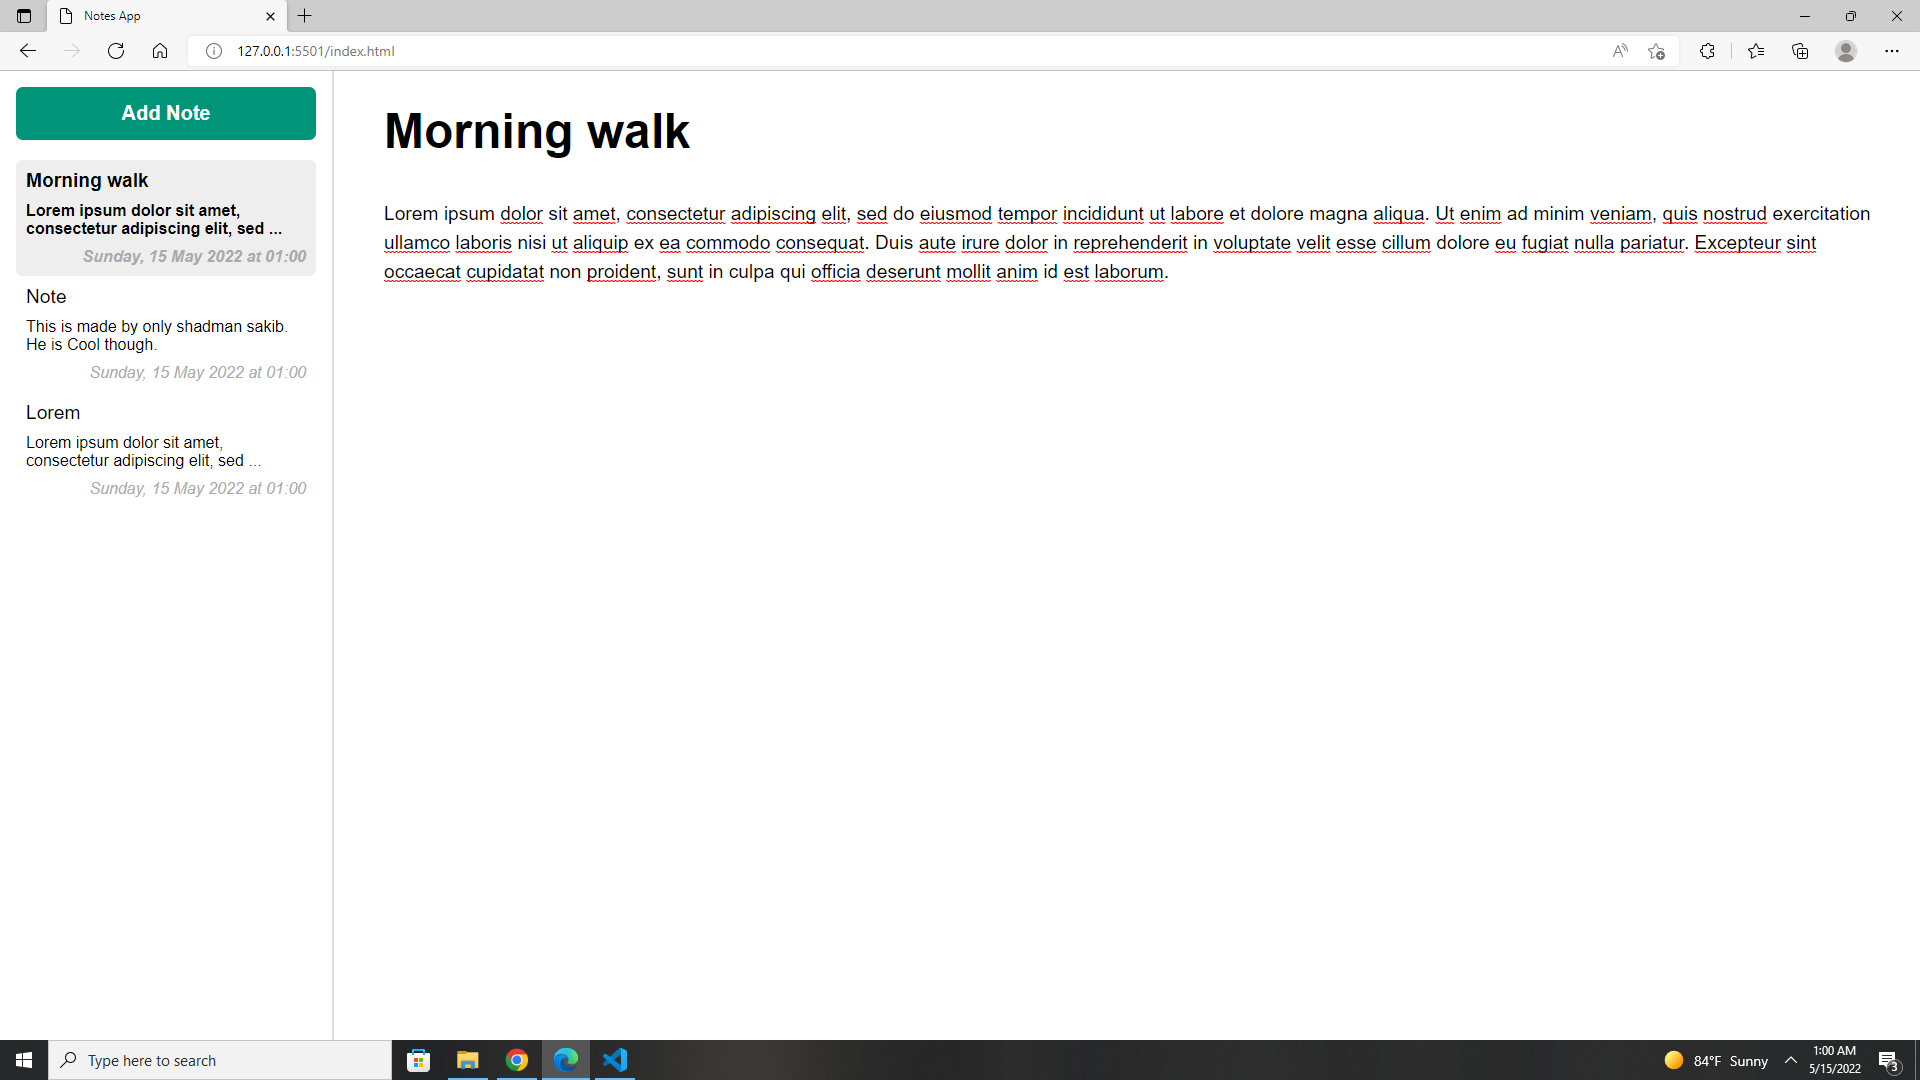 Notes App
127.0.0.1:5501/index.html
Add Note
Morning walk
Lorem ipsum dolor sit amet,
consectetur adipiscing elit, sed ...
Sunday, 15 May 2022 at 01:00
Note
This is made by only shadman sakib.
He is Cool though.
Sunday, 15 May 2022 at 01:00
Lorem
Lorem ipsum dolor sit amet,
consectetur adipiscing elit, sed ...
Sunday, 15 May 2022 at 01:00
Morning walk
Lorem ipsum dolor sit amet, consectetur adipiscing elit, sed do eiusmod tempor incididunt ut labore et dolore magna aliqua. Ut enim ad minim veniam, quis nostrud exercitation
ullamco laboris nisi ut aliquip ex ea commodo consequat. Duis aute irure dolor in reprehenderit in voluptate velit esse cillum dolore eu fugiat nulla pariatur. Excepteur sint
occaecat cupidatat non proident, sunt in culpa qui officia deserunt mollit anim id est laborum.
Type here to search
84°F Sunny
1:00 AM
5/15/2022
3